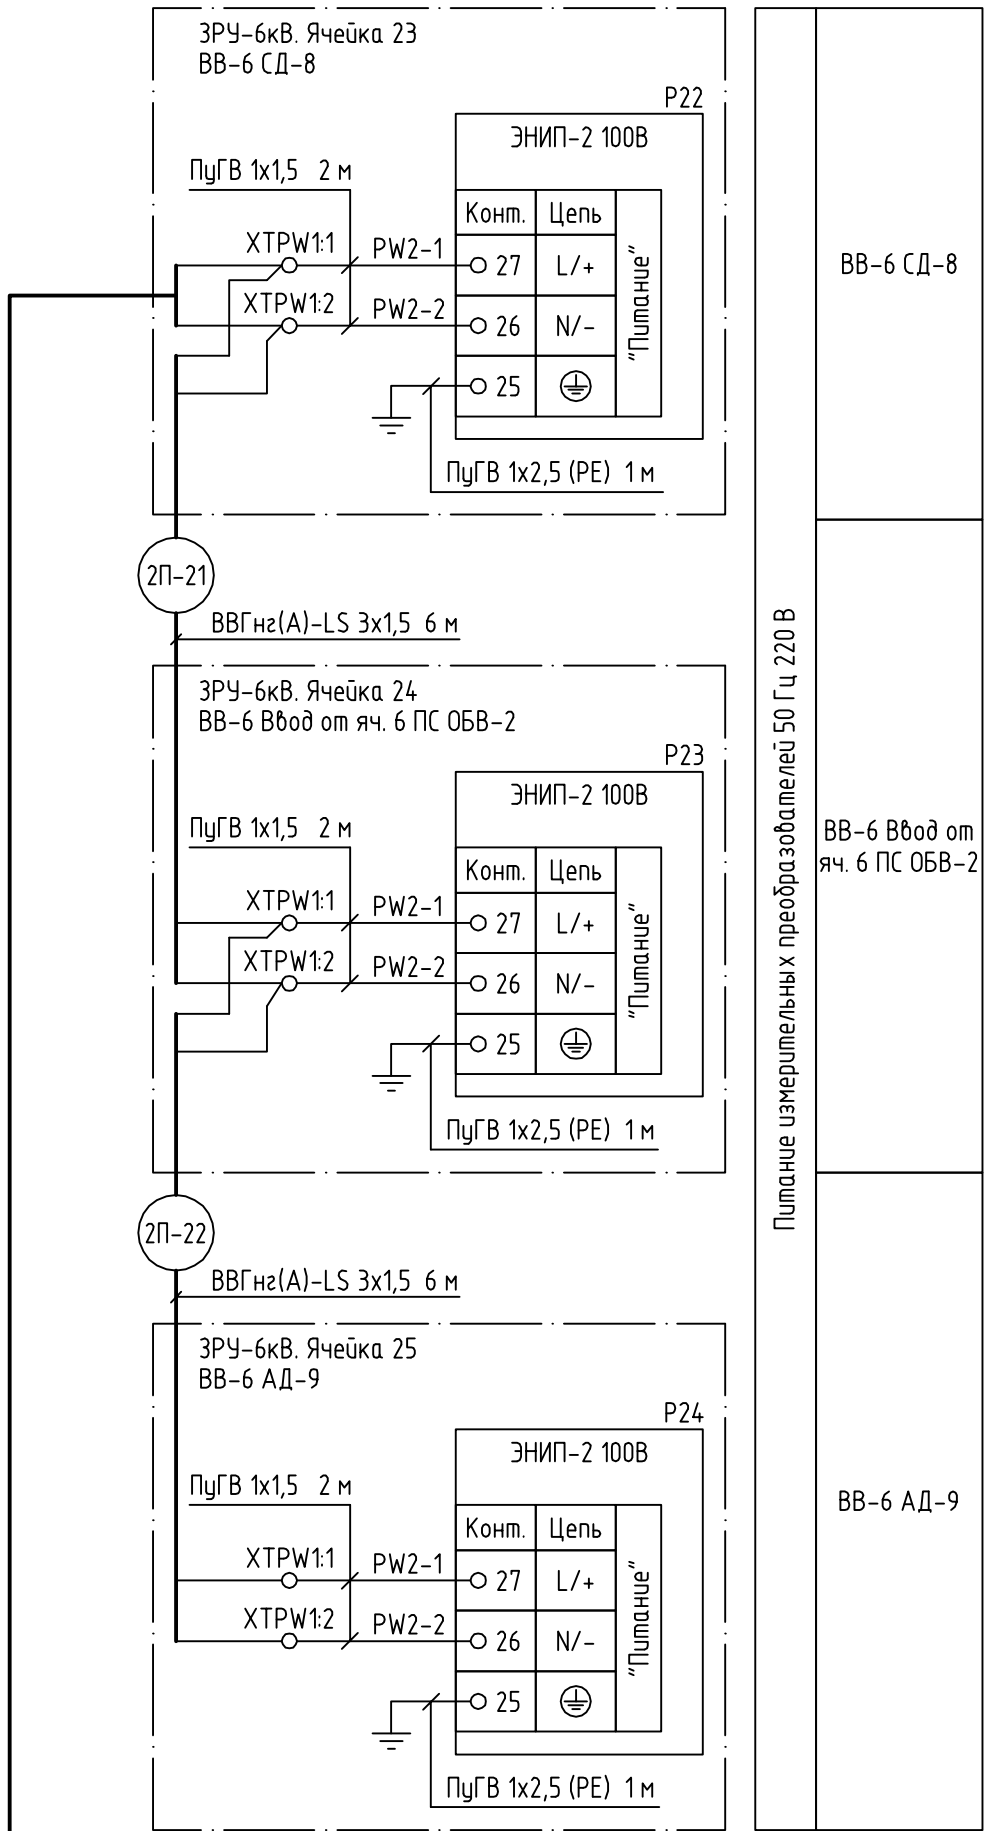 ЗРУ-6кВ. Ячейка 23
ВВ-6 СД-8
P22
ЭНИП-2 100В
ПуГВ 1х1,5 2 м
Конт. Цепь
XTPW1:1 PW2-1 27 L/+
XTPW1:2 PW2-2 26 N/-
"Питание"
25
ПуГВ 1х2,5 (PE) 1 м
2П-21
ВВГнг(А)-LS 3х1,5 6 м
ЗРУ-6кВ. Ячейка 24
ВВ-6 Ввод от яч. 6 ПС ОБВ-2
P23
ЭНИП-2 100В
ПуГВ 1х1,5 2 м
Конт. Цепь
XTPW1:1 PW2-1 27 L/+
XTPW1:2 PW2-2 26 N/-
"Питание"
25
ПуГВ 1х2,5 (PE) 1 м
2П-22
ВВГнг(А)-LS 3х1,5 6 м
ЗРУ-6кВ. Ячейка 25
ВВ-6 АД-9
P24
ЭНИП-2 100В
ПуГВ 1х1,5 2 м
Конт. Цепь
XTPW1:1 PW2-1 27 L/+
XTPW1:2 PW2-2 26 N/-
"Питание"
25
ПуГВ 1х2,5 (PE) 1 м
Питание измерительных преобразователей 50 Гц 220 В
ВВ-6 СД-8
ВВ-6 Ввод от
яч. 6 ПС ОБВ-2
ВВ-6 АД-9